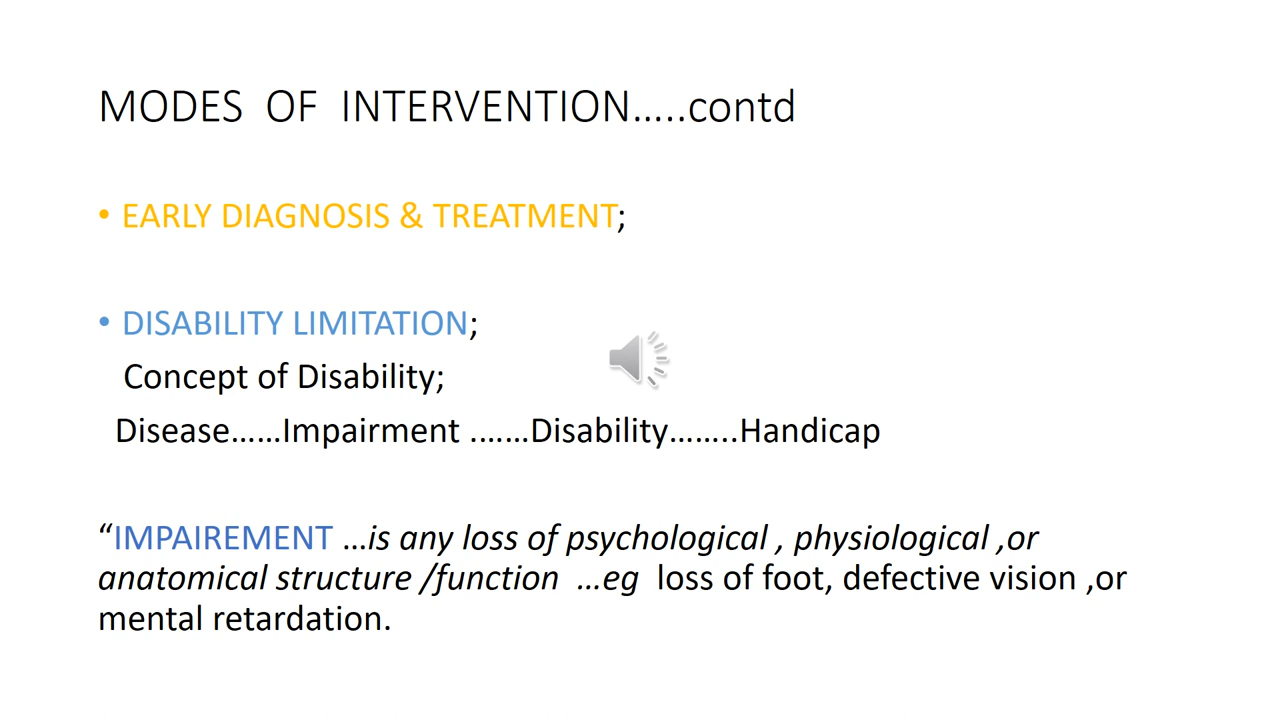 MODES OF INTERVENTION…..contd
• EARLY DIAGNOSIS & TREATMENT;
• DISABILITY LIMITATION;
Concept of Disability;
Disease……Impairment .……Disability……..Handicap
“IMPAIREMENT …is any loss of psychological , physiological ,or
anatomical structure /function …eg loss of foot, defective vision ,or
mental retardation.